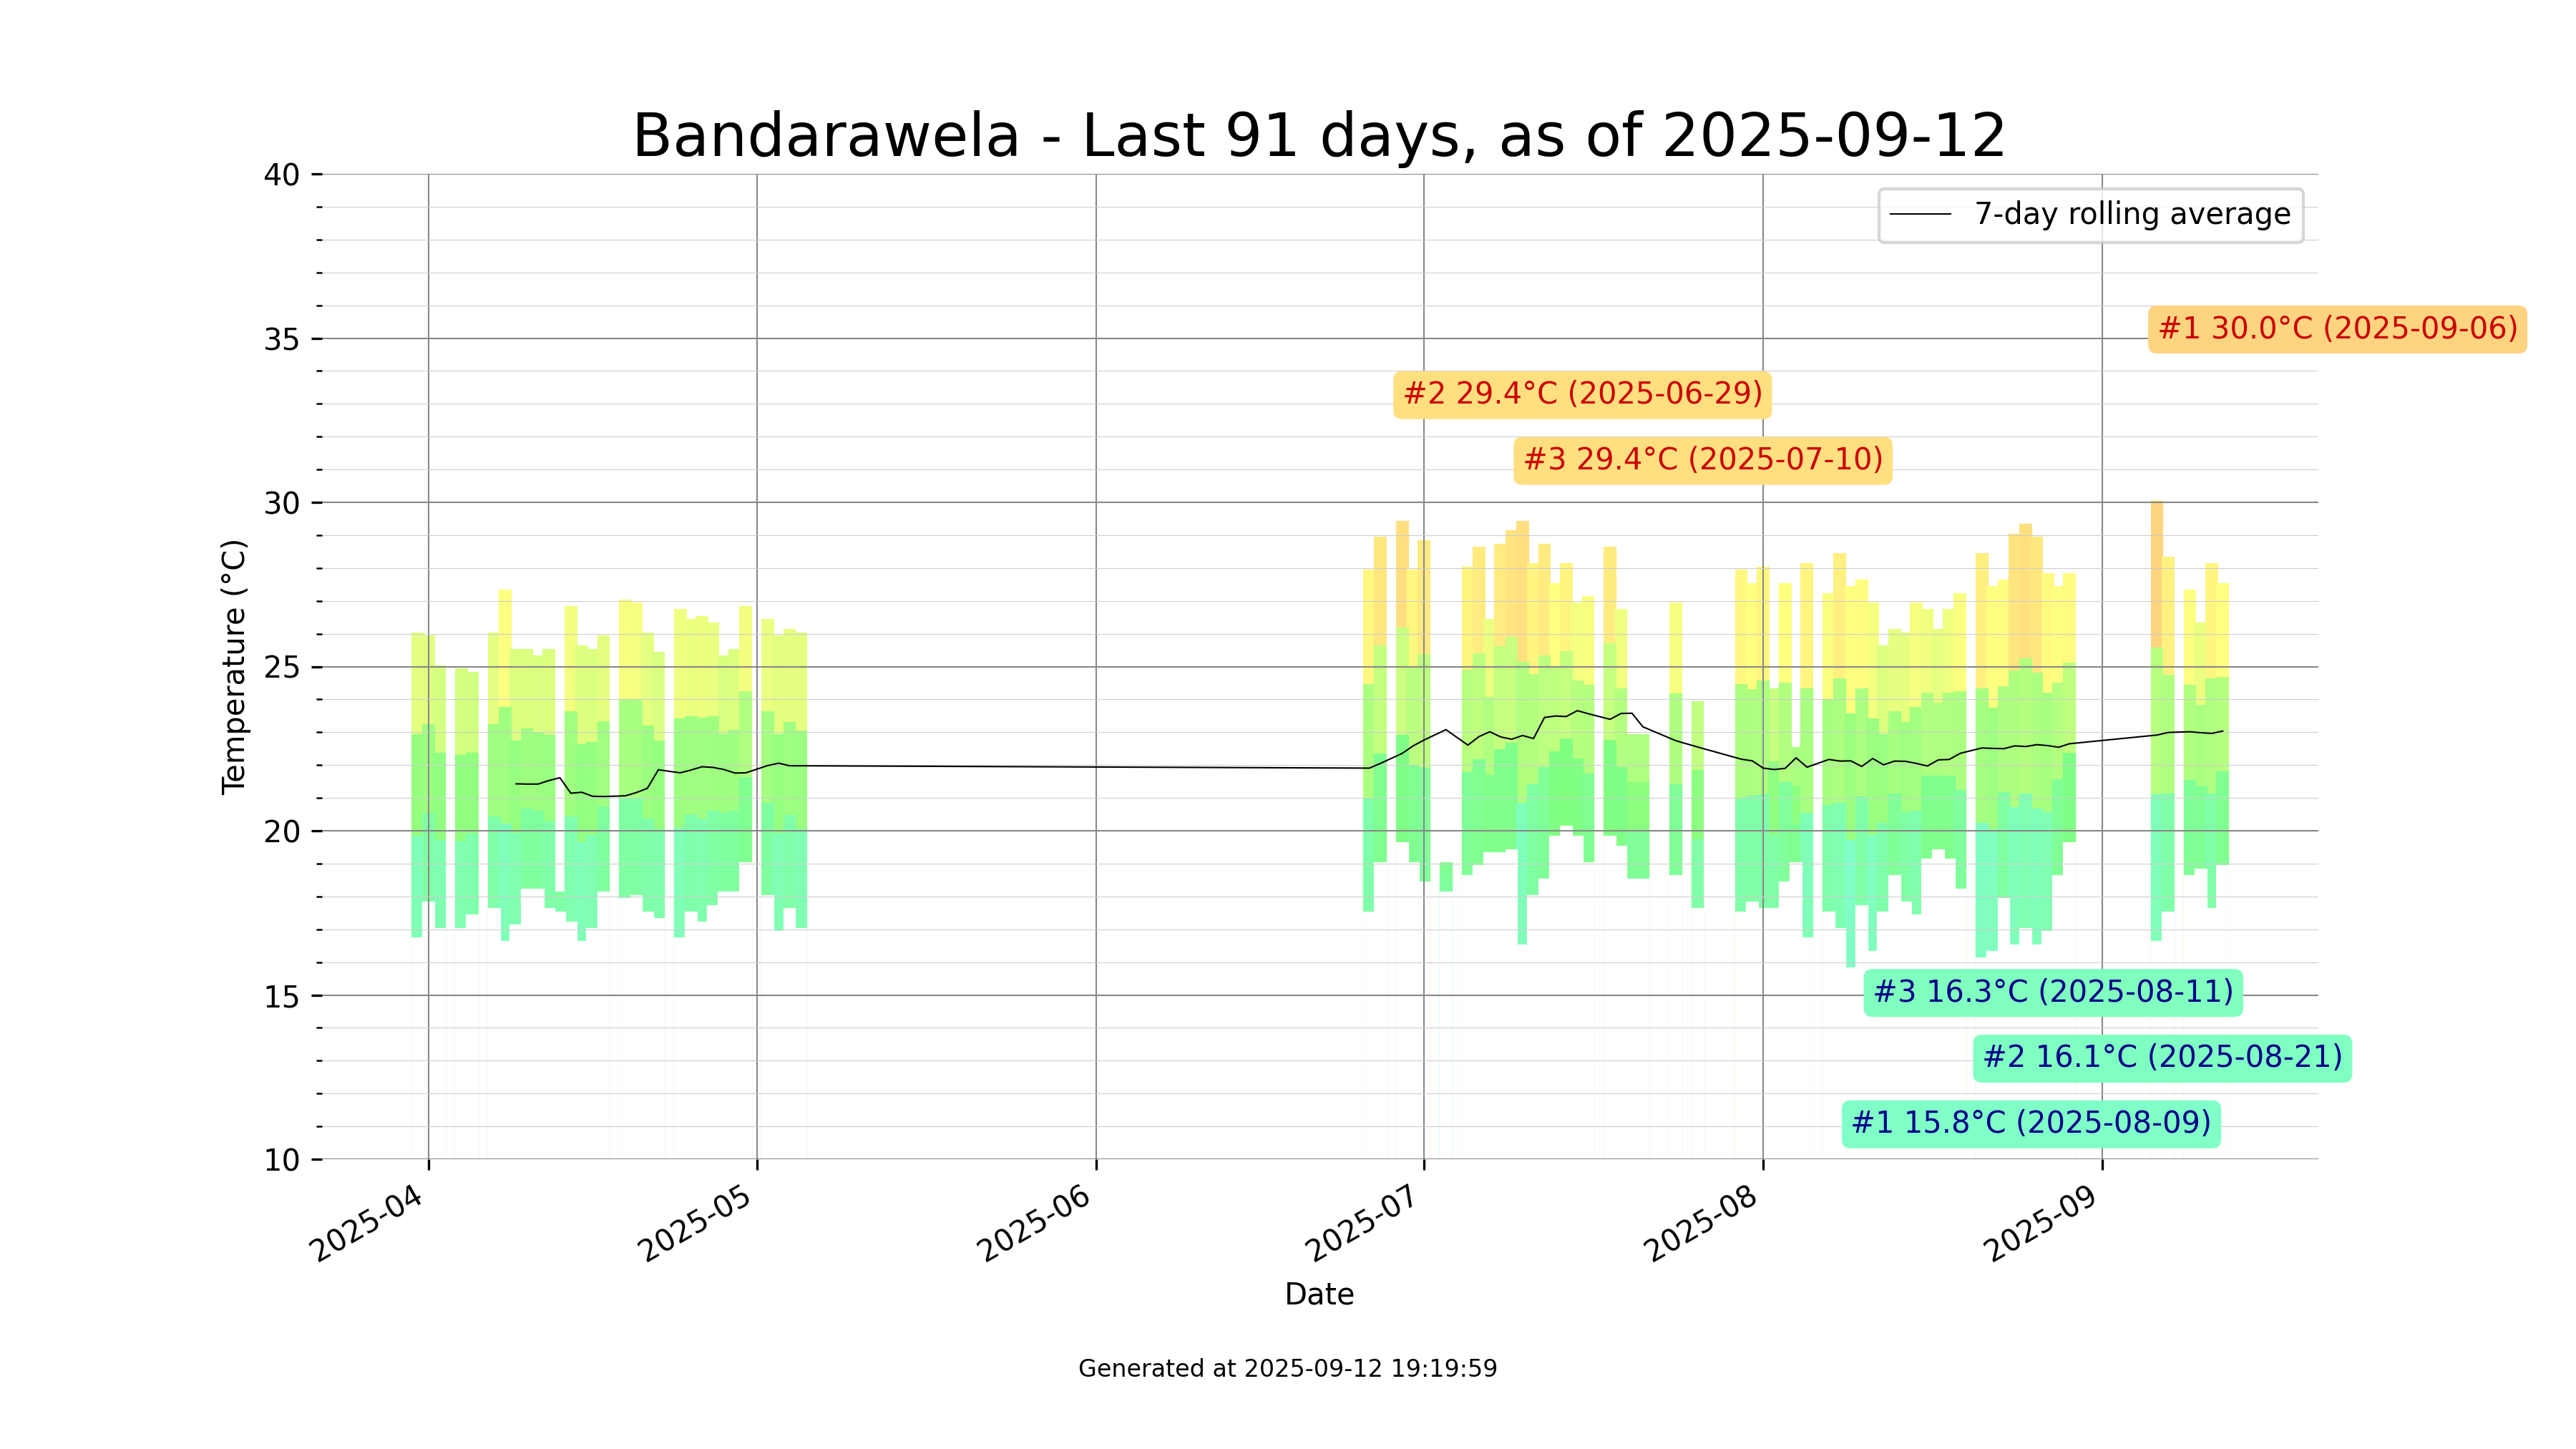 Bandarawela - Last 91 days, as of 2025-09-12
7-day rolling average
40
35
30
25
20
15
10
Temperature (°C)
#1 30.0°C (2025-09-06)
#2 29.4°C (2025-06-29)
#3 29.4°C (2025-07-10)
#3 16.3°C (2025-08-11)
#2 16.1°C (2025-08-21)
#1 15.8°C (2025-08-09)
2025-04
2025-05
2025-06
2025-07
2025-08
2025-09
Date
Generated at 2025-09-12 19:19:59